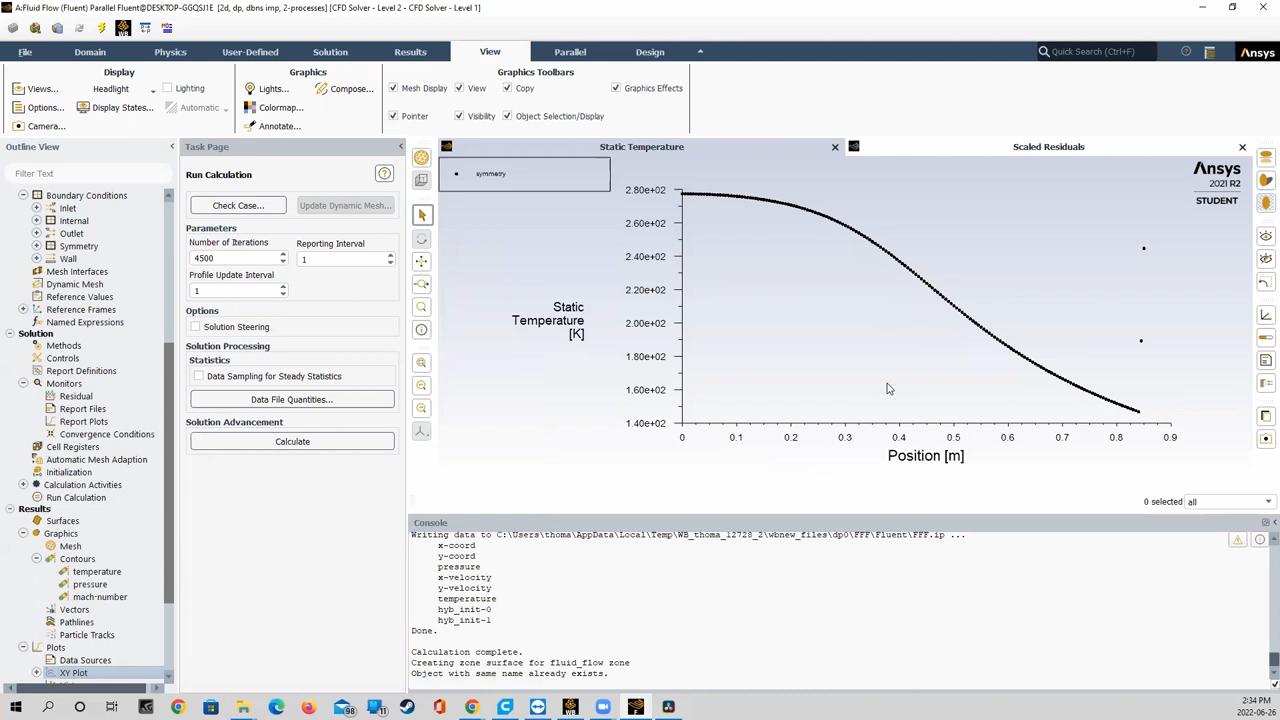 A:Fluid Flow (Fluent) Parallel Fluent@DESKTOP-GGQSJ1E [2d, dp, dbns imp, 2-processes] [CFD Solver - Level 2 - CFD Solver - Level 1]
File Domain Physics User-Defined Solution Results View Parallel Design Quick Search (Ctrl+F) Ansys
Display Graphics Graphics Toolbars
Views... Headlight Lighting Lights... Compose... Mesh Display View Copy Graphics Effects
Options... Display States... Automatic Colormap...
Camera... Annotate... Pointer Visibility Object Selection/Display
Outline View
Filter Text
Boundary Conditions
Inlet
Internal
Outlet
Symmetry
Wall
Mesh Interfaces
Dynamic Mesh
Reference Values
Reference Frames
Named Expressions
Solution
Methods
Controls
Report Definitions
Monitors
Residual
Report Files
Report Plots
Convergence Conditions
Cell Registers
Automatic Mesh Adaption
Initialization
Calculation Activities
Run Calculation
Results
Surfaces
Graphics
Mesh
Contours
temperature
pressure
mach-number
Vectors
Pathlines
Particle Tracks
Plots
Data Sources
XY Plot
Task Page
Run Calculation
Check Case... Update Dynamic Mesh...
Parameters
Number of Iterations Reporting Interval
4500 1
Profile Update Interval
1
Options
Solution Steering
Solution Processing
Statistics
Data Sampling for Steady Statistics
Data File Quantities...
Solution Advancement
Calculate
Static Temperature Scaled Residuals
symmetry
Ansys
2021 R2
STUDENT
2.80e+02
2.60e+02
2.40e+02
2.20e+02
2.00e+02
1.80e+02
1.60e+02
1.40e+02
Static
Temperature
[K]
0 0.1 0.2 0.3 0.4 0.5 0.6 0.7 0.8 0.9
Position [m]
0 selected all
Console
Writing data to C:\Users\thoma\AppData\Local\Temp\WB_thoma_12728_2\wbnew_files\dp0\FFF\Fluent\FFF.ip ...
x-coord
y-coord
pressure
x-velocity
y-velocity
temperature
hyb_init-0
hyb_init-1
Done.
Calculation complete.
Creating zone surface for fluid_flow zone
Object with same name already exists.
98 11
2:34 PM
2022-06-26